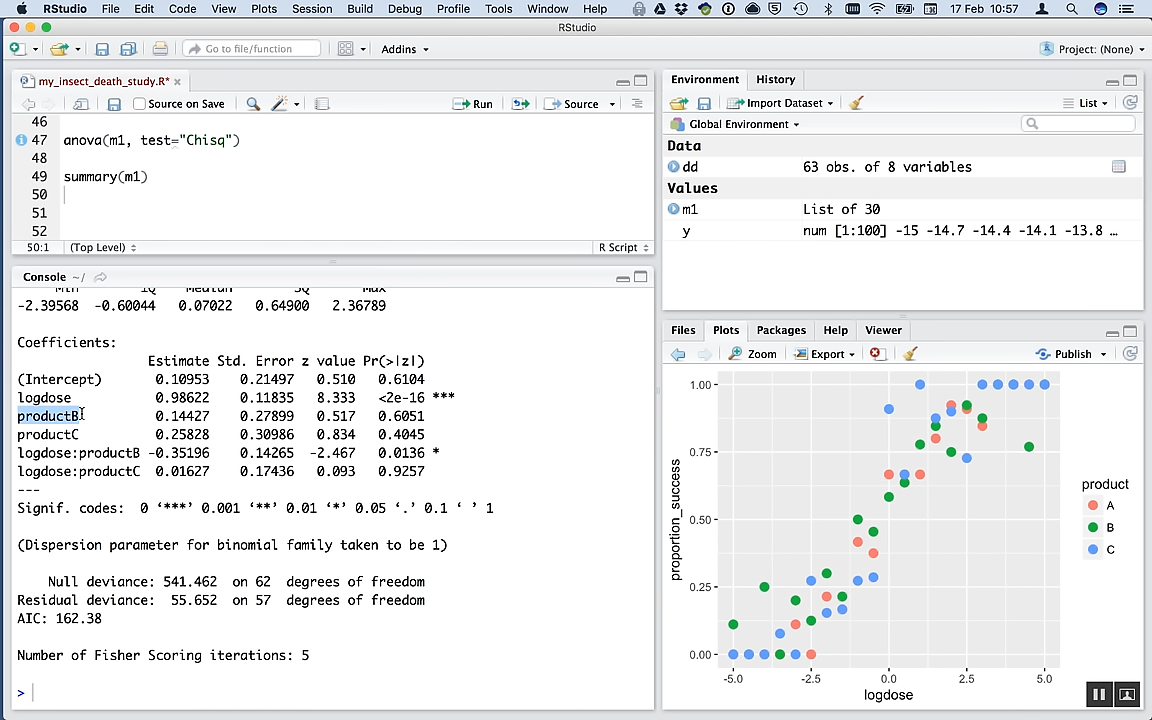 RStudio File Edit Code View Plots Session Build Debug Profile Tools Window Help 17 Feb 10:57
RStudio
Go to file/function Addins Project: (None)
my_insect_death_study.R*
Source on Save Run Source
46
47 anova(m1, test="Chisq")
48
49 summary(m1)
50
51
52
50:1 (Top Level) R Script
Console ~/
Min 1Q Median 3Q Max
-2.39568 -0.60044 0.07022 0.64900 2.36789
Coefficients:
Estimate Std. Error z value Pr(>|z|)
(Intercept) 0.10953 0.21497 0.510 0.6104
logdose 0.98622 0.11835 8.333 <2e-16 ***
productB 0.14427 0.27899 0.517 0.6051
productC 0.25828 0.30986 0.834 0.4045
logdose:productB -0.35196 0.14265 -2.467 0.0136 *
logdose:productC 0.01627 0.17436 0.093 0.9257
---
Signif. codes: 0 ‘***’ 0.001 ‘**’ 0.01 ‘*’ 0.05 ‘.’ 0.1 ‘ ’ 1
(Dispersion parameter for binomial family taken to be 1)
Null deviance: 541.462 on 62 degrees of freedom
Residual deviance: 55.652 on 57 degrees of freedom
AIC: 162.38
Number of Fisher Scoring iterations: 5
>
Environment History
Import Dataset List
Global Environment
Data
dd 63 obs. of 8 variables
Values
m1 List of 30
y num [1:100] -15 -14.7 -14.4 -14.1 -13.8 …
Files Plots Packages Help Viewer
Zoom Export Publish
1.00
0.75
0.50
0.25
0.00
proportion_success
-5.0 -2.5 0.0 2.5 5.0
logdose
product
A
B
C